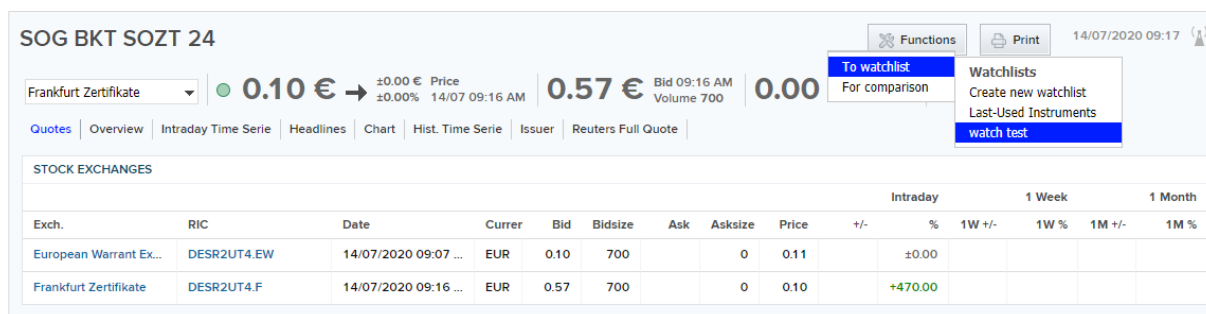 SOG BKT SOZT 24
Functions
Print
14/07/2020 09:17
To watchlist
For comparison
Watchlists
Create new watchlist
Last-Used Instruments
watch test
Frankfurt Zertifikate
0.10 €
±0.00 € Price
±0.00% 14/07 09:16 AM
0.57 €
Bid 09:16 AM
Volume 700
0.00
Quotes Overview Intraday Time Serie Headlines Chart Hist. Time Serie Issuer Reuters Full Quote
STOCK EXCHANGES
Intraday 1 Week 1 Month
Exch. RIC Date Currer Bid Bidsize Ask Asksize Price +/- % 1W +/- 1W % 1M +/- 1M %
European Warrant Ex... DESR2UT4.EW 14/07/2020 09:07 ... EUR 0.10 700 0 0.11 ±0.00
Frankfurt Zertifikate DESR2UT4.F 14/07/2020 09:16 ... EUR 0.57 700 0 0.10 +470.00